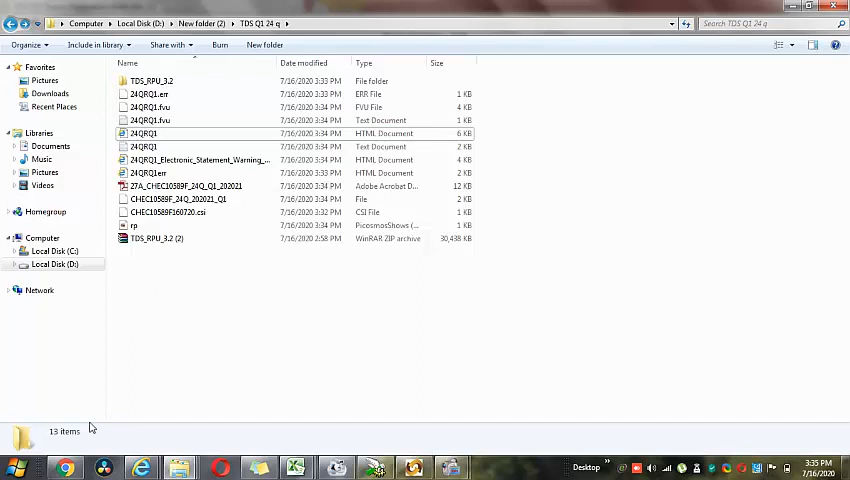 Computer ▸ Local Disk (D:) ▸ New folder (2) ▸ TDS Q1 24 q ▸
Search TDS Q1 24 q
Organize Include in library Share with Burn New folder
Name Date modified Type Size
Favorites
Pictures
Downloads
Recent Places
Libraries
Documents
Music
Pictures
Videos
Homegroup
Computer
Local Disk (C:)
Local Disk (D:)
Network
TDS_RPU_3.2 7/16/2020 3:33 PM File folder
24QRQ1.err 7/16/2020 3:33 PM ERR File 1 KB
24QRQ1.fvu 7/16/2020 3:34 PM FVU File 4 KB
24QRQ1.fvu 7/16/2020 3:34 PM Text Document 1 KB
24QRQ1 7/16/2020 3:33 PM HTML Document 6 KB
24QRQ1 7/16/2020 3:34 PM Text Document 2 KB
24QRQ1_Electronic_Statement_Warning_... 7/16/2020 3:34 PM HTML Document 4 KB
24QRQ1err 7/16/2020 3:33 PM HTML Document 2 KB
27A_CHEC10589F_24Q_Q1_202021 7/16/2020 3:34 PM Adobe Acrobat D... 12 KB
CHEC10589F_24Q_202021_Q1 7/16/2020 3:34 PM File 2 KB
CHEC10589F160720.csi 7/16/2020 3:32 PM CSI File 1 KB
rp 7/16/2020 3:34 PM PicosmosShows (... 1 KB
TDS_RPU_3.2 (2) 7/16/2020 2:58 PM WinRAR ZIP archive 30,438 KB
13 items
Desktop
3:35 PM
7/16/2020